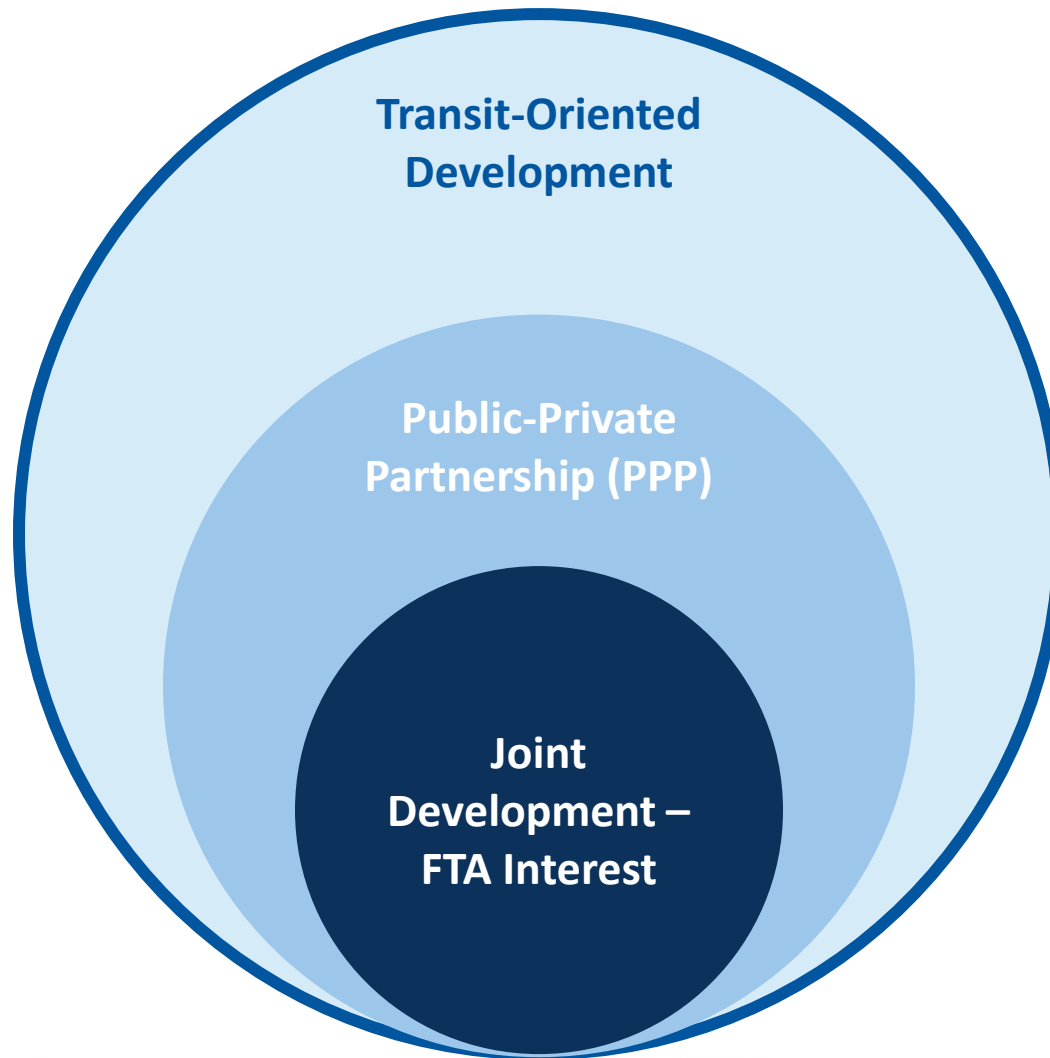 Transit-Oriented
Development
Public-Private
Partnership (PPP)
Joint
Development –
FTA Interest